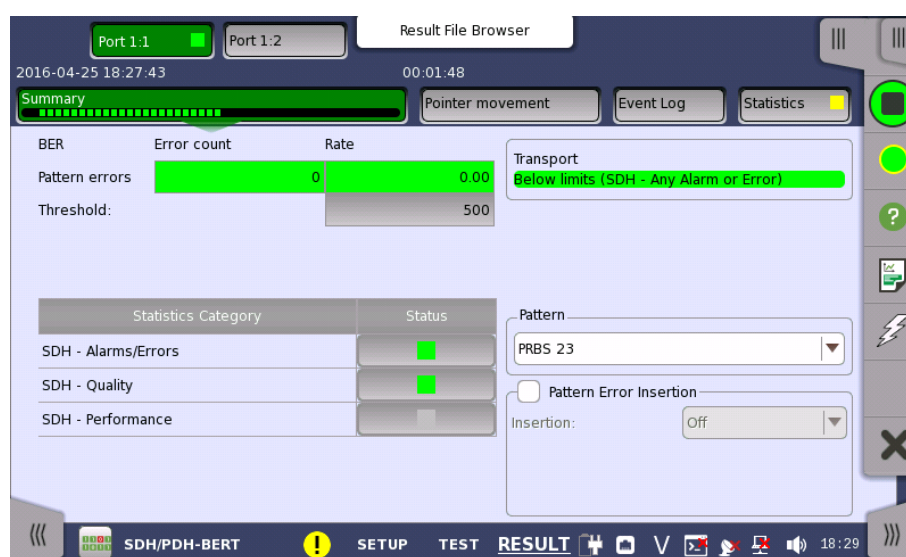 Port 1:1
Port 1:2
Result File Browser
2016-04-25 18:27:43
00:01:48
Summary
Pointer movement
Event Log
Statistics
BER
Error count
Rate
Pattern errors
0
0.00
Threshold:
500
Transport
Below limits (SDH - Any Alarm or Error)
Statistics Category
Status
SDH - Alarms/Errors
SDH - Quality
SDH - Performance
Pattern
PRBS 23
Pattern Error Insertion
Insertion:
Off
SDH/PDH-BERT
SETUP
TEST
RESULT
V
18:29